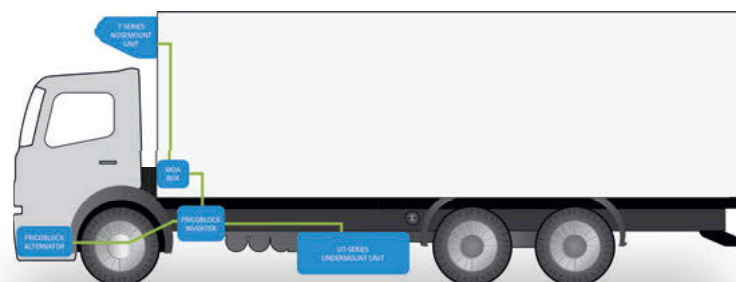 T-SERIES
NOSEMOUNT
UNIT
MOA
BOX
FRIGOBLOCK
INVERTER
FRIGOBLOCK
ALTERNATOR
UT-SERIES
UNDERMOUNT UNIT